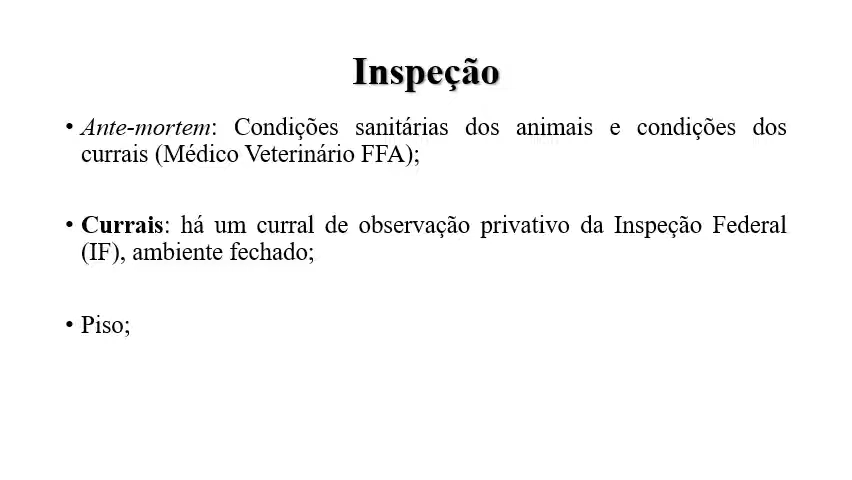 Inspeção
• Ante-mortem: Condições sanitárias dos animais e condições dos
currais (Médico Veterinário FFA);
• Currais: há um curral de observação privativo da Inspeção Federal
(IF), ambiente fechado;
• Piso;